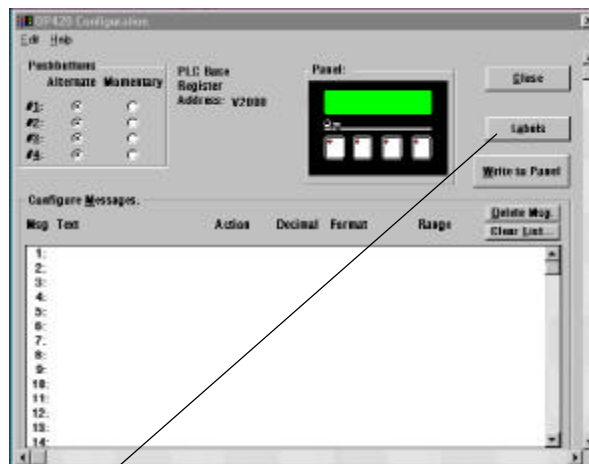 OP420 Configuration
Edit Help
Pushbuttons
Alternate Momentary
#1:
#2:
#3:
#4:
PLC Base
Register
Address: V2000
Panel:
Close
Labels
Write to Panel
Configure Messages.
Delete Msg.
Clear List...
Msg Text Action Decimal Format Range
1:
2:
3:
4:
5:
6:
7.
8:
9:
10:
11:
12.
13:
14: